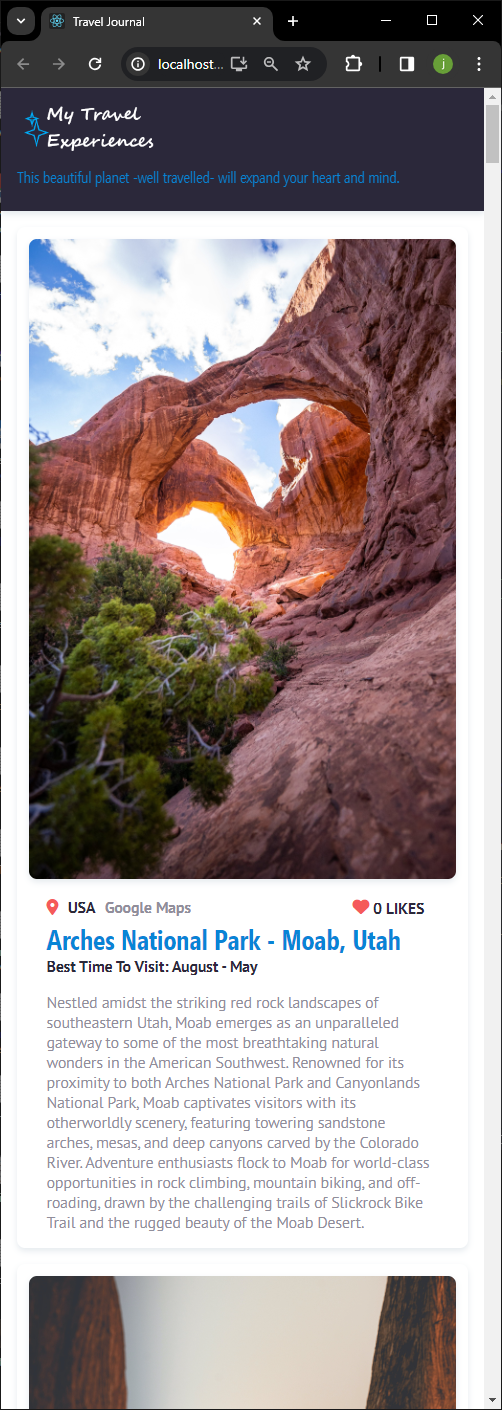 Travel Journal
localhost...
j
My Travel
Experiences
This beautiful planet -well travelled- will expand your heart and mind.
USA Google Maps 0 LIKES
Arches National Park - Moab, Utah
Best Time To Visit: August - May
Nestled amidst the striking red rock landscapes of
southeastern Utah, Moab emerges as an unparalleled
gateway to some of the most breathtaking natural
wonders in the American Southwest. Renowned for its
proximity to both Arches National Park and Canyonlands
National Park, Moab captivates visitors with its
otherworldly scenery, featuring towering sandstone
arches, mesas, and deep canyons carved by the Colorado
River. Adventure enthusiasts flock to Moab for world-class
opportunities in rock climbing, mountain biking, and off-
roading, drawn by the challenging trails of Slickrock Bike
Trail and the rugged beauty of the Moab Desert.